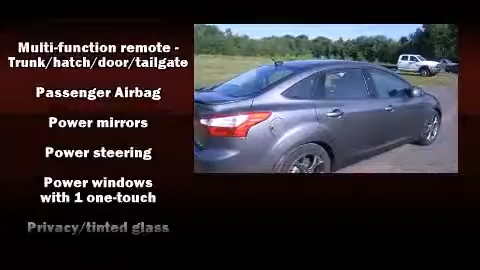 Multi-function remote -
Trunk/hatch/door/tailgate
Passenger Airbag
Power mirrors
Power steering
Power windows
with 1 one-touch
Privacy/tinted glass